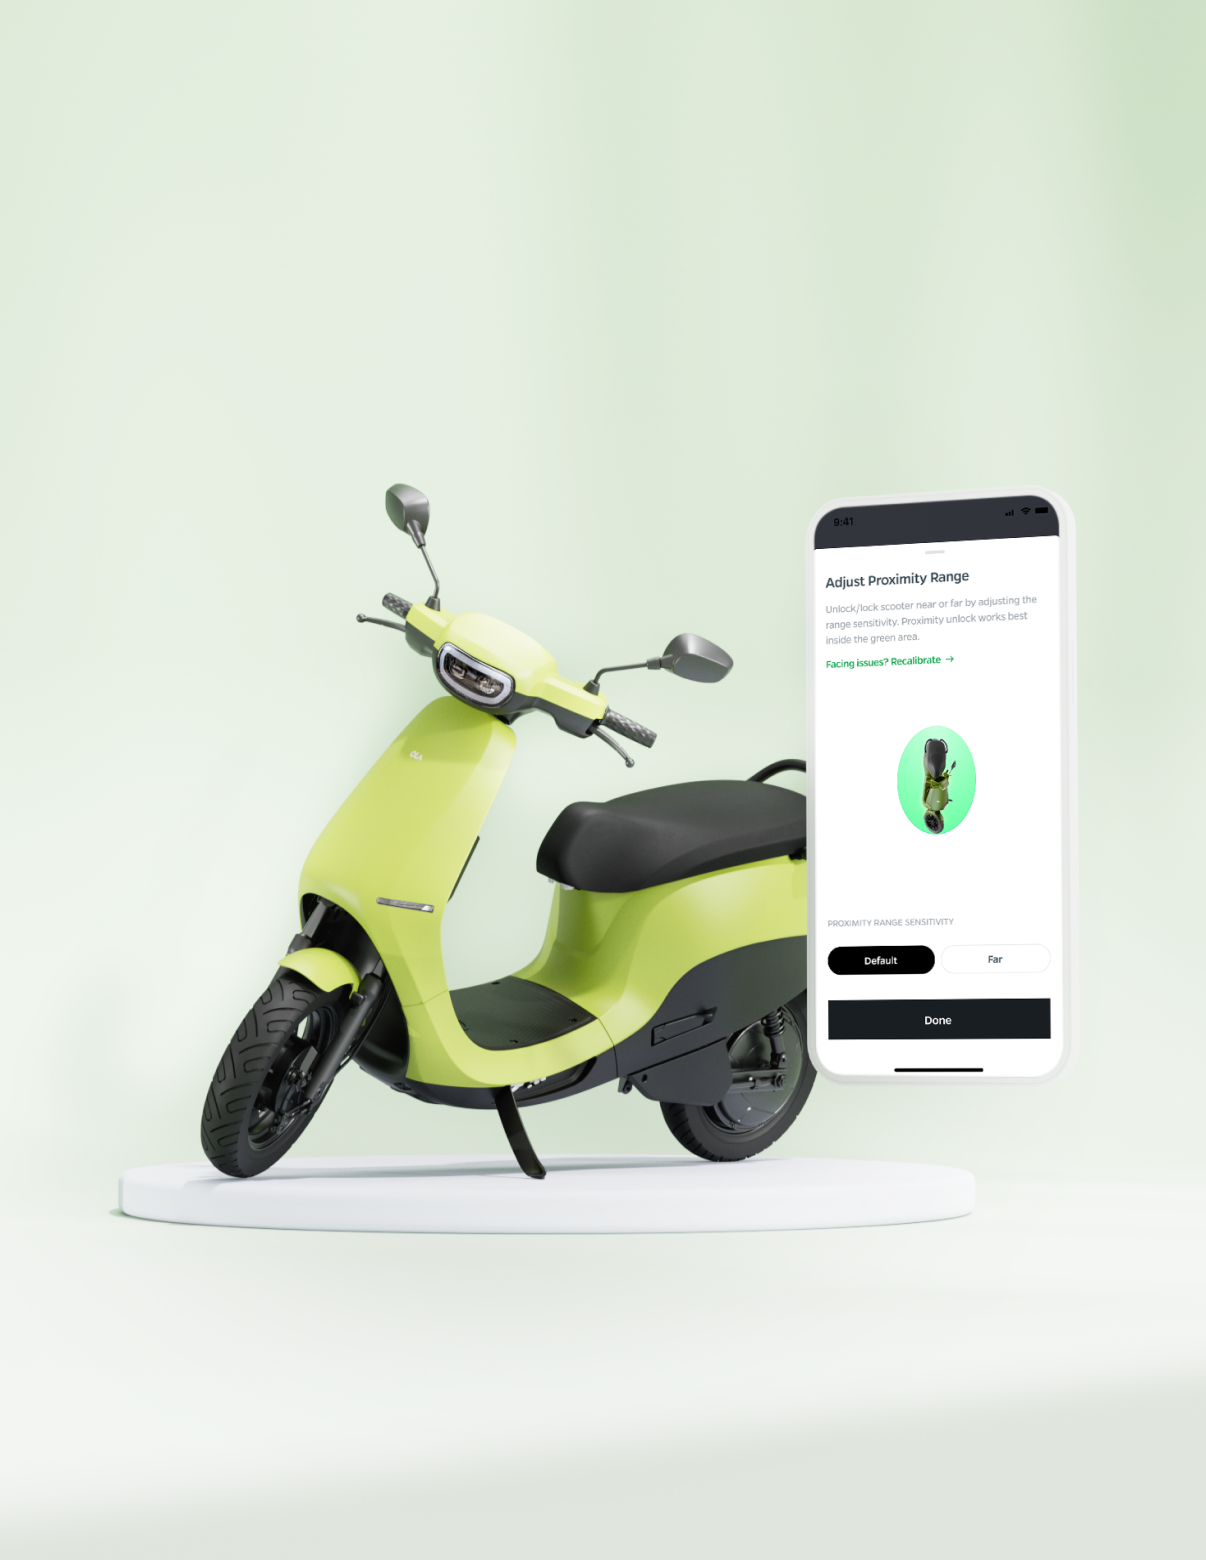 OLA
9:41
Adjust Proximity Range
Unlock/lock scooter near or far by adjusting the
range sensitivity. Proximity unlock works best
inside the green area.
Facing issues? Recalibrate →
PROXIMITY RANGE SENSITIVITY
Default
Far
Done